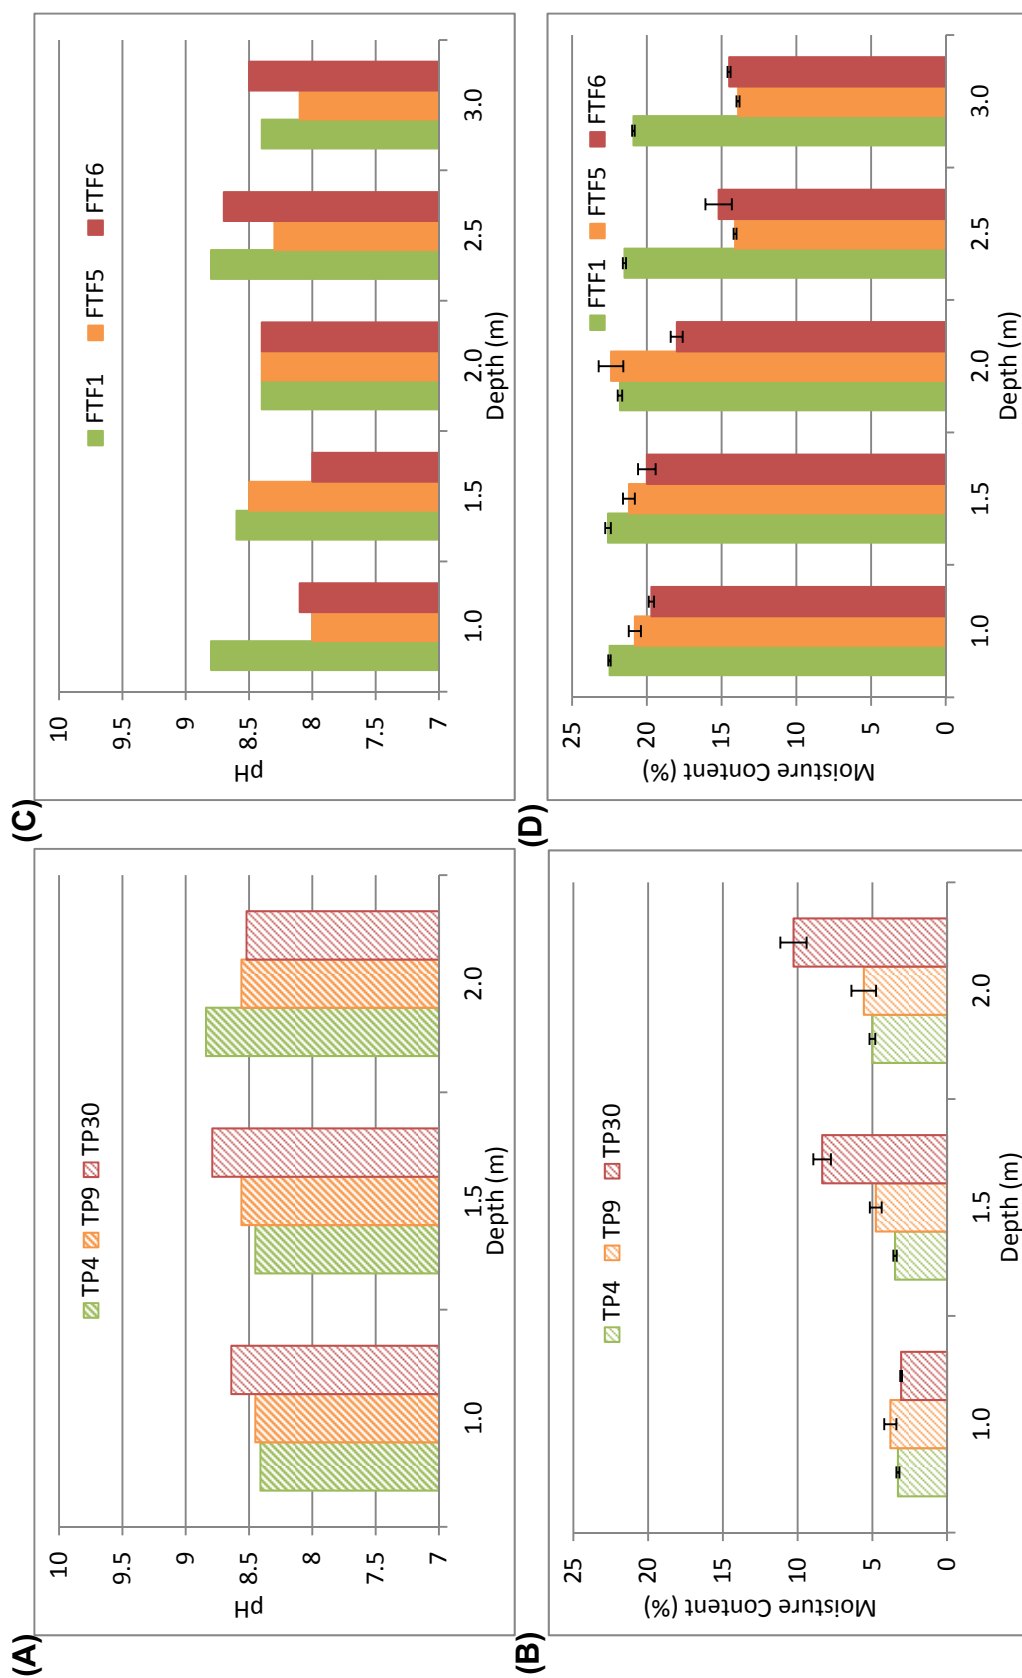 (A)
TP4 TP9 TP30
10
9.5
9
8.5
8
7.5
7
pH
1.0 1.5 2.0
Depth (m)
(B)
TP4 TP9 TP30
25
20
15
10
5
0
Moisture Content (%)
1.0 1.5 2.0
Depth (m)
(C)
FTF1 FTF5 FTF6
10
9.5
9
8.5
8
7.5
7
pH
1.0 1.5 2.0 2.5 3.0
Depth (m)
(D)
FTF1 FTF5 FTF6
25
20
15
10
5
0
Moisture Content (%)
1.0 1.5 2.0 2.5 3.0
Depth (m)